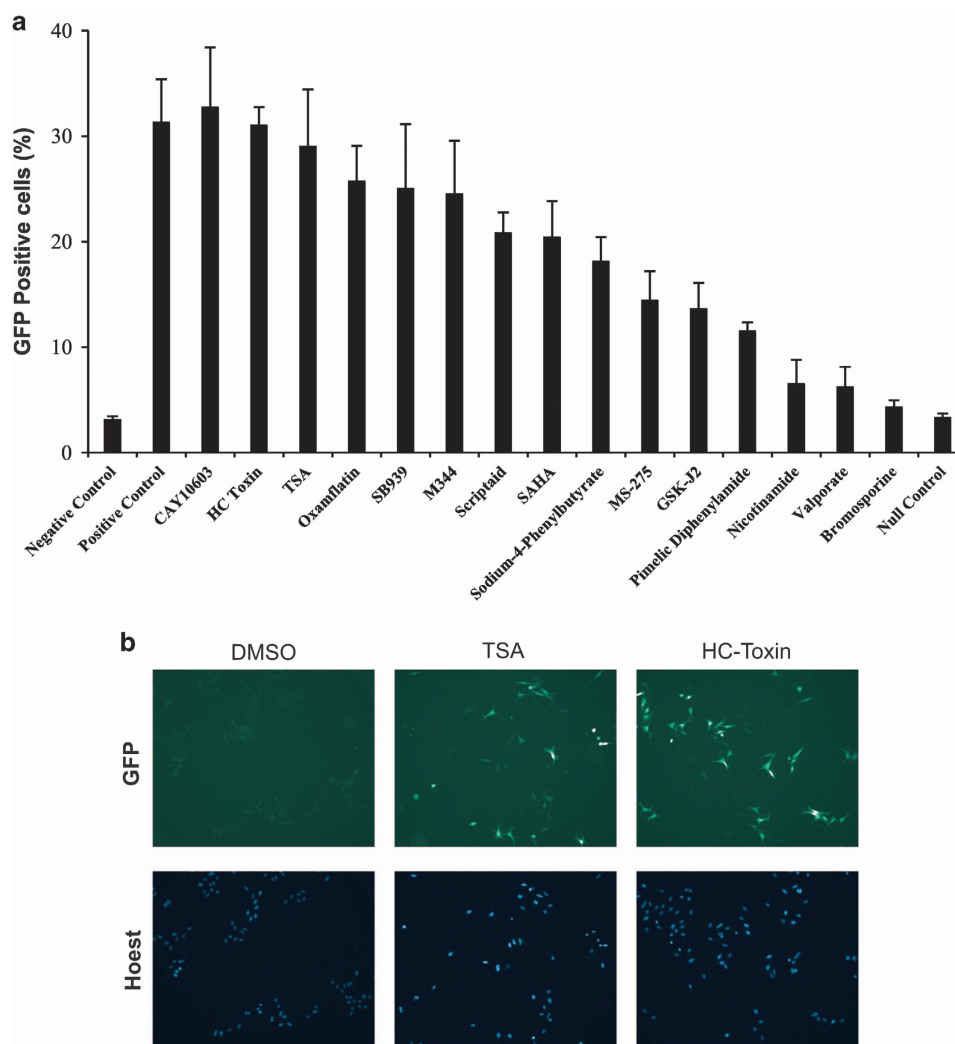 a
GFP Positive cells (%)
40
30
20
10
0
Negative Control
Positive Control
CAY10603
HC Toxin
TSA
Oxamflatin
SB939
M344
Scriptaid
SAHA
Sodium-4-Phenylbutyrate
MS-275
GSK-J2
Pimelic Diphenylamide
Nicotinamide
Valporate
Bromosporine
Null Control
b
DMSO
TSA
HC-Toxin
GFP
Hoest